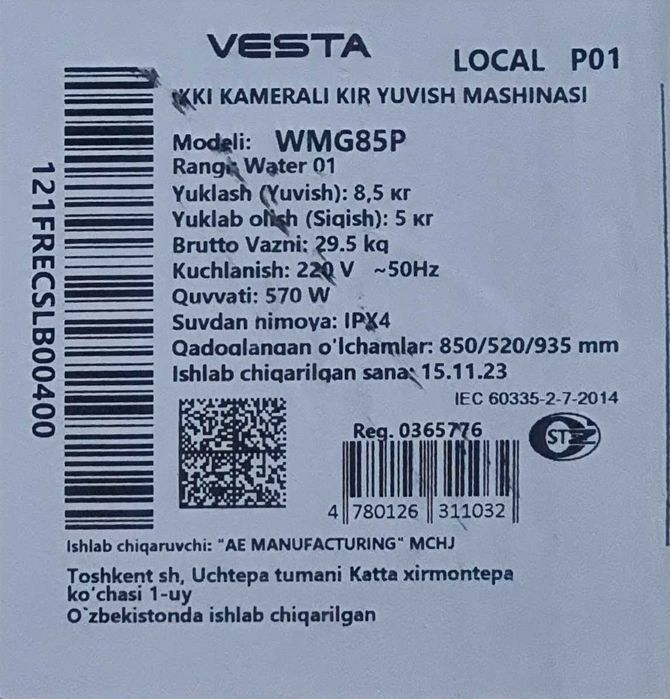 VESTA
LOCAL P01
IKKI KAMERALI KIR YUVISH MASHINASI
Modeli: WMG85P
Rangi: Water 01
Yuklash (Yuvish): 8,5 кг
Yuklab olish (Siqish): 5 кг
Brutto Vazni: 29.5 kq
Kuchlanish: 220 V ~50Hz
Quvvati: 570 W
Suvdan himoya: IPX4
Qadoqlangan o'lchamlar: 850/520/935 mm
Ishlab chiqarilgan sana: 15.11.23
IEC 60335-2-7-2014
121FRECSLB00400
Reg. 0365776
4 780126 311032
Ishlab chiqaruvchi: "AE MANUFACTURING" MCHJ
Toshkent sh, Uchtepa tumani Katta xirmontepa
ko'chasi 1-uy
O`zbekistonda ishlab chiqarilgan